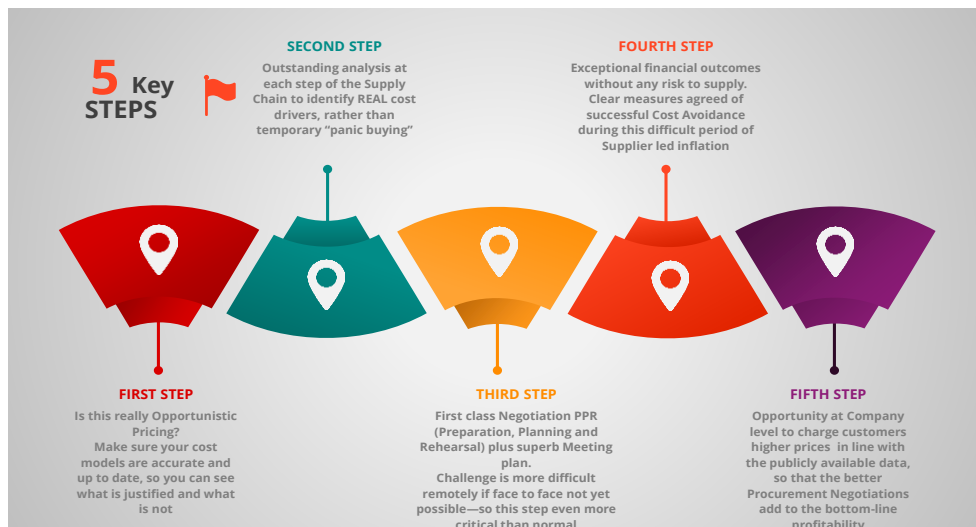 5 Key
STEPS
SECOND STEP
Outstanding analysis at
each step of the Supply
Chain to identify REAL cost
drivers, rather than
temporary “panic buying”
FOURTH STEP
Exceptional financial outcomes
without any risk to supply.
Clear measures agreed of
successful Cost Avoidance
during this difficult period of
Supplier led inflation
FIRST STEP
Is this really Opportunistic
Pricing?
Make sure your cost
models are accurate and
up to date, so you can see
what is justified and what
is not
THIRD STEP
First class Negotiation PPR
(Preparation, Planning and
Rehearsal) plus superb Meeting
plan.
Challenge is more difficult
remotely if face to face not yet
possible—so this step even more
critical than normal
FIFTH STEP
Opportunity at Company
level to charge customers
higher prices  in line with
the publicly available data,
so that the better
Procurement Negotiations
add to the bottom-line
profitability